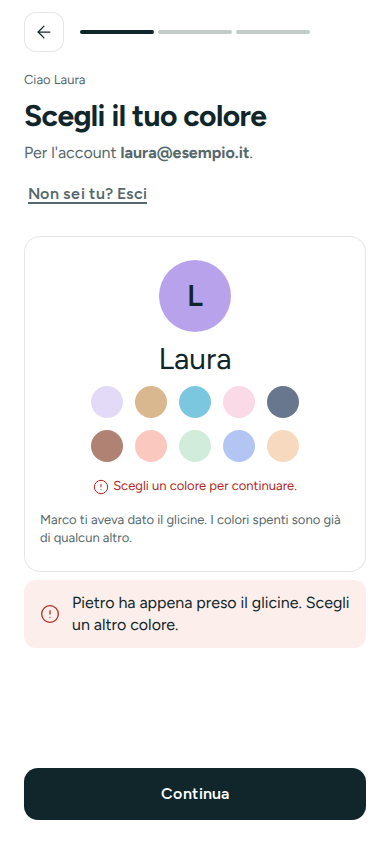 Ciao Laura
Scegli il tuo colore
Per l'account laura@esempio.it.
Non sei tu? Esci
L
Laura
Scegli un colore per continuare.
Marco ti aveva dato il glicine. I colori spenti sono già
di qualcun altro.
Pietro ha appena preso il glicine. Scegli
un altro colore.
Continua